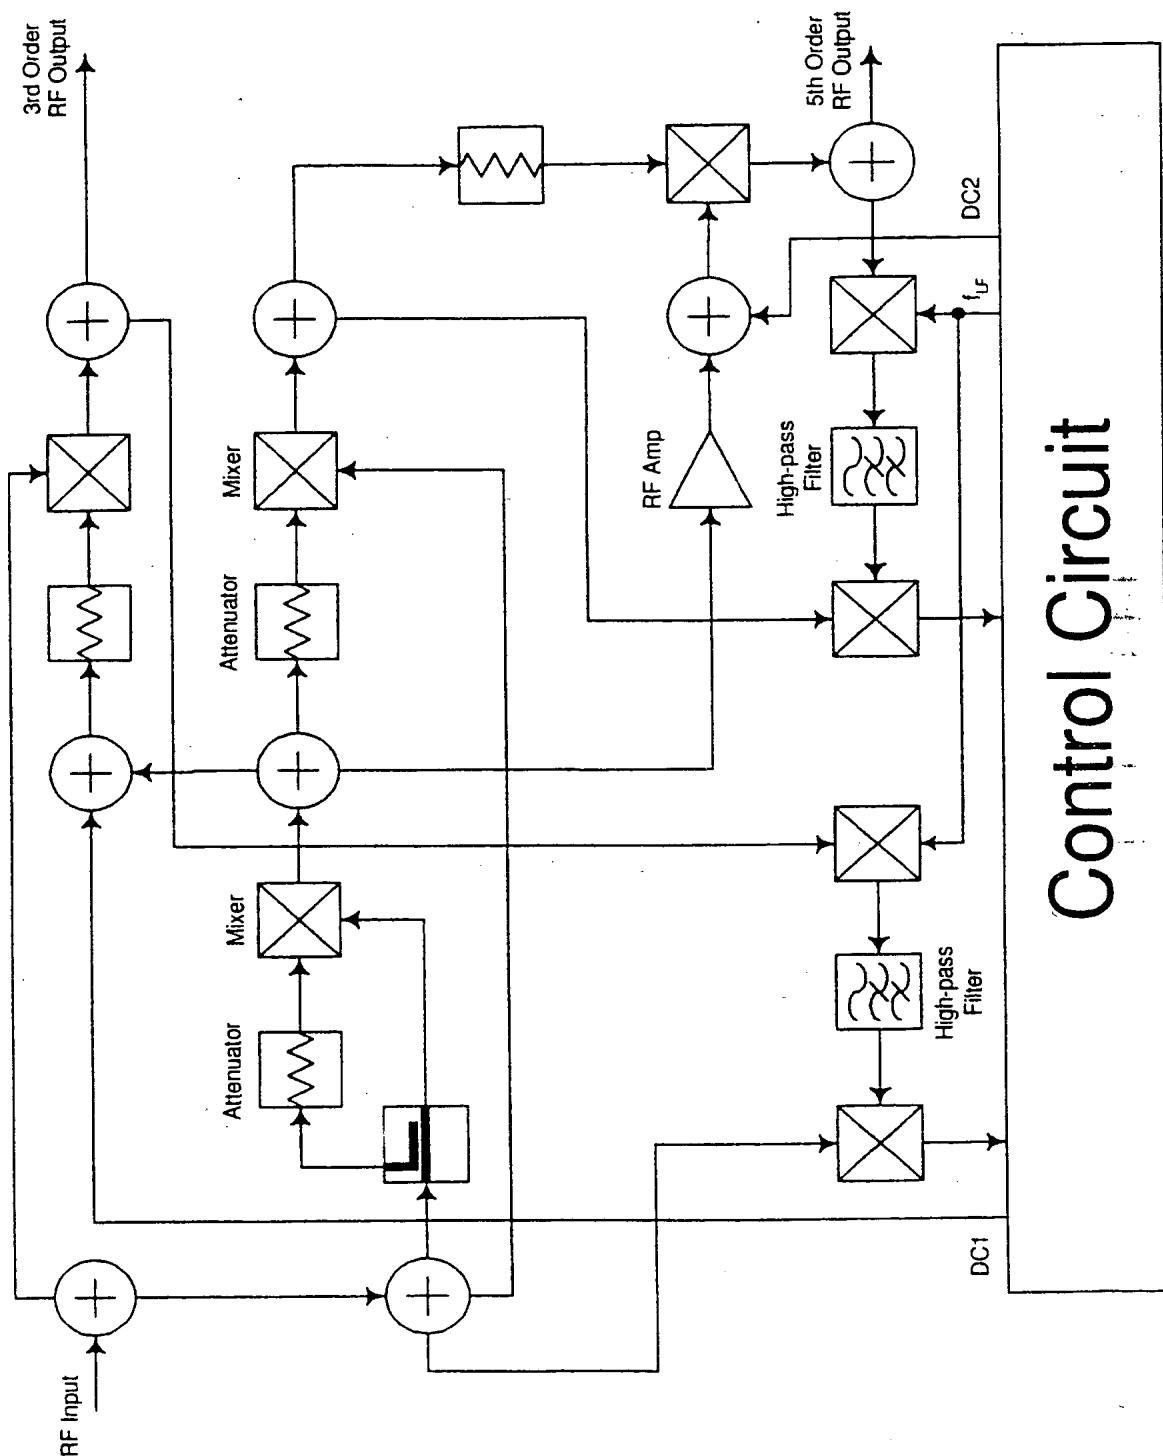 3rd Order
RF Output
5th Order
RF Output
DC2
f_LF
Mixer
RF Amp
High-pass
Filter
Attenuator
Mixer
High-pass
Filter
Attenuator
DC1
RF Input
Control Circuit